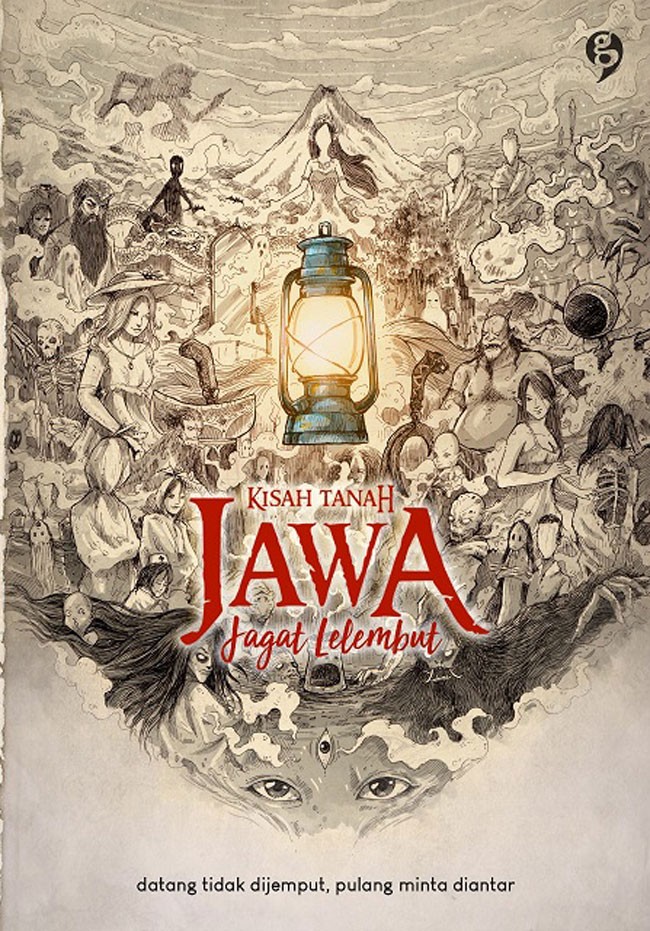 g
KISAH TANAH
JAWA
Jagat Lelembut
datang tidak dijemput, pulang minta diantar